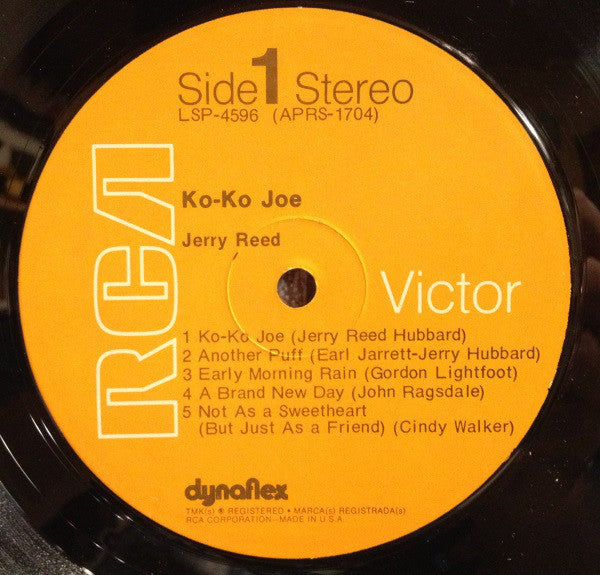 Side 1 Stereo
LSP-4596 (APRS-1704)
Ko-Ko Joe
Jerry Reed
RCA
Victor
1 Ko-Ko Joe (Jerry Reed Hubbard)
2 Another Puff (Earl Jarrett-Jerry Hubbard)
3 Early Morning Rain (Gordon Lightfoot)
4 A Brand New Day (John Ragsdale)
5 Not As a Sweetheart
(But Just As a Friend) (Cindy Walker)
dynaflex
TMK(s) ® REGISTERED • MARCA(s) REGISTRADA(s)
RCA CORPORATION—MADE IN U.S.A.